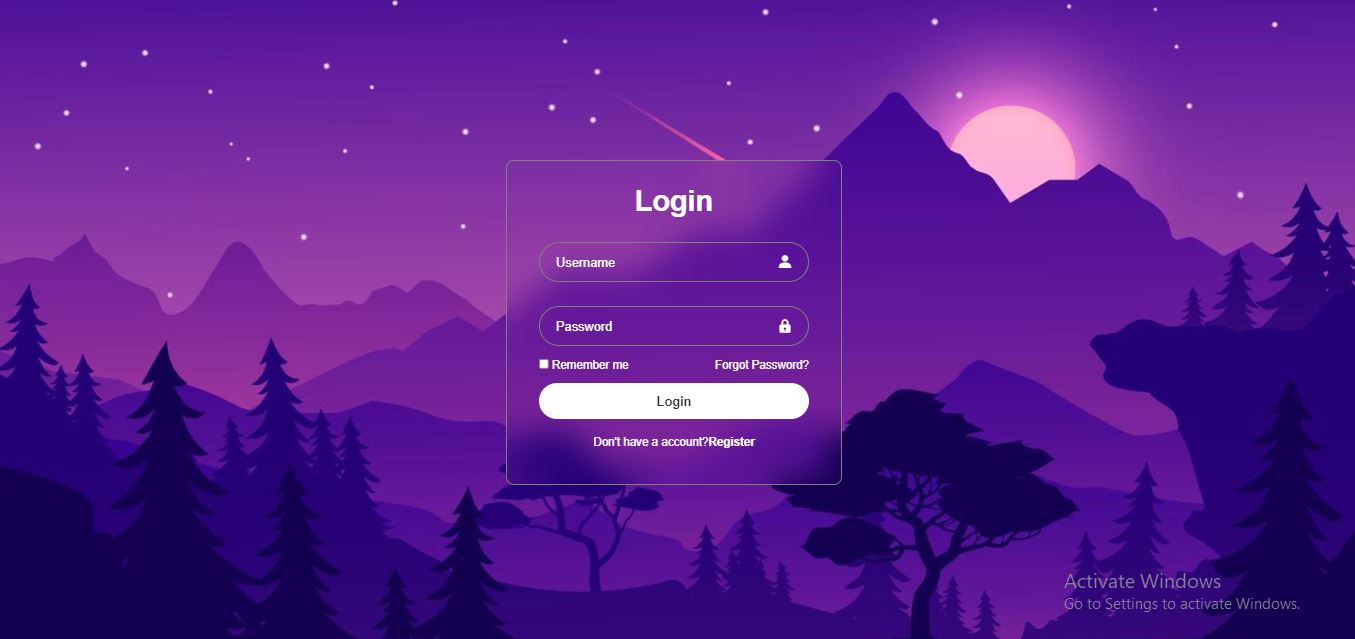 Login
Username
Password
Remember me Forgot Password?
Login
Don't have a account?Register
Activate Windows
Go to Settings to activate Windows.